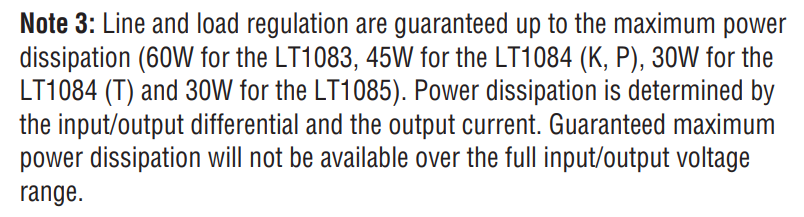 Note 3: Line and load regulation are guaranteed up to the maximum power
dissipation (60W for the LT1083, 45W for the LT1084 (K, P), 30W for the
LT1084 (T) and 30W for the LT1085). Power dissipation is determined by
the input/output differential and the output current. Guaranteed maximum
power dissipation will not be available over the full input/output voltage
range.